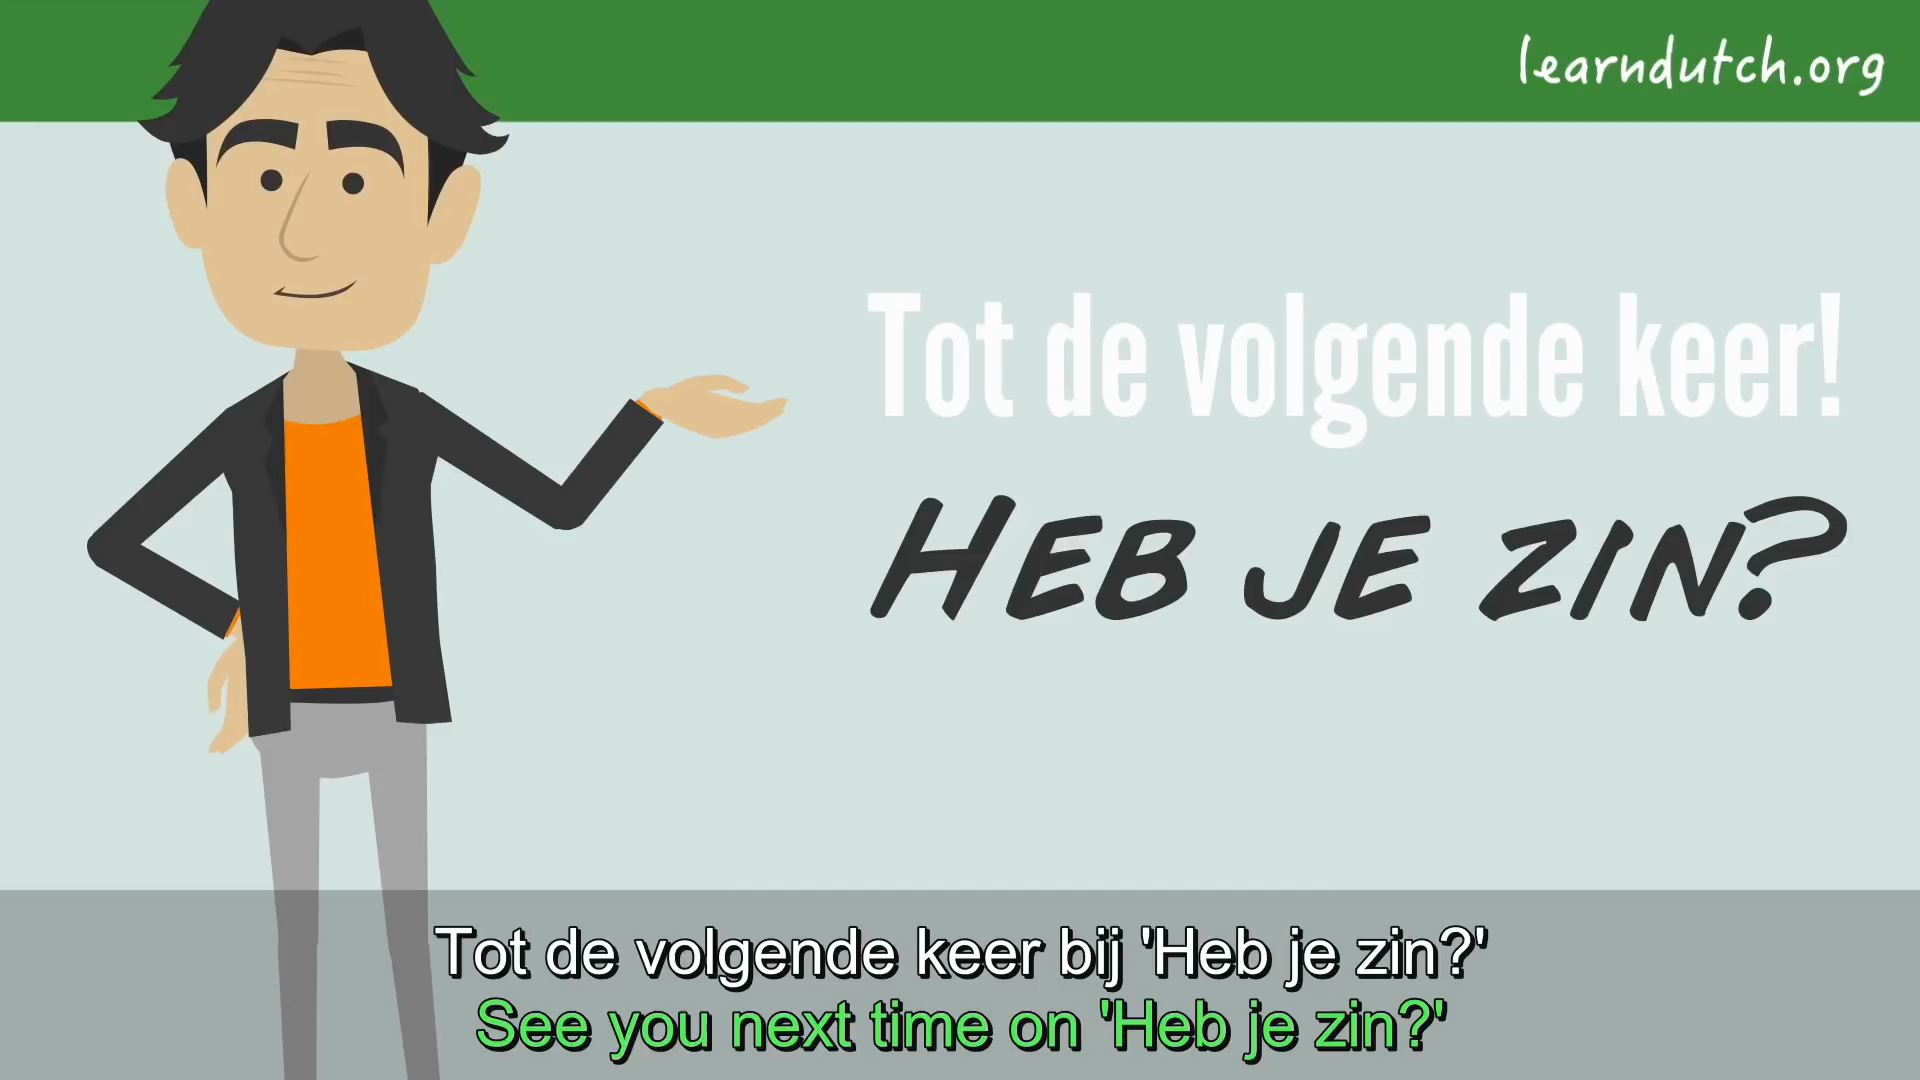 learndutch.org
Tot de volgende keer!
HEB JE ZIN?
Tot de volgende keer bij 'Heb je zin?'
See you next time on 'Heb je zin?'